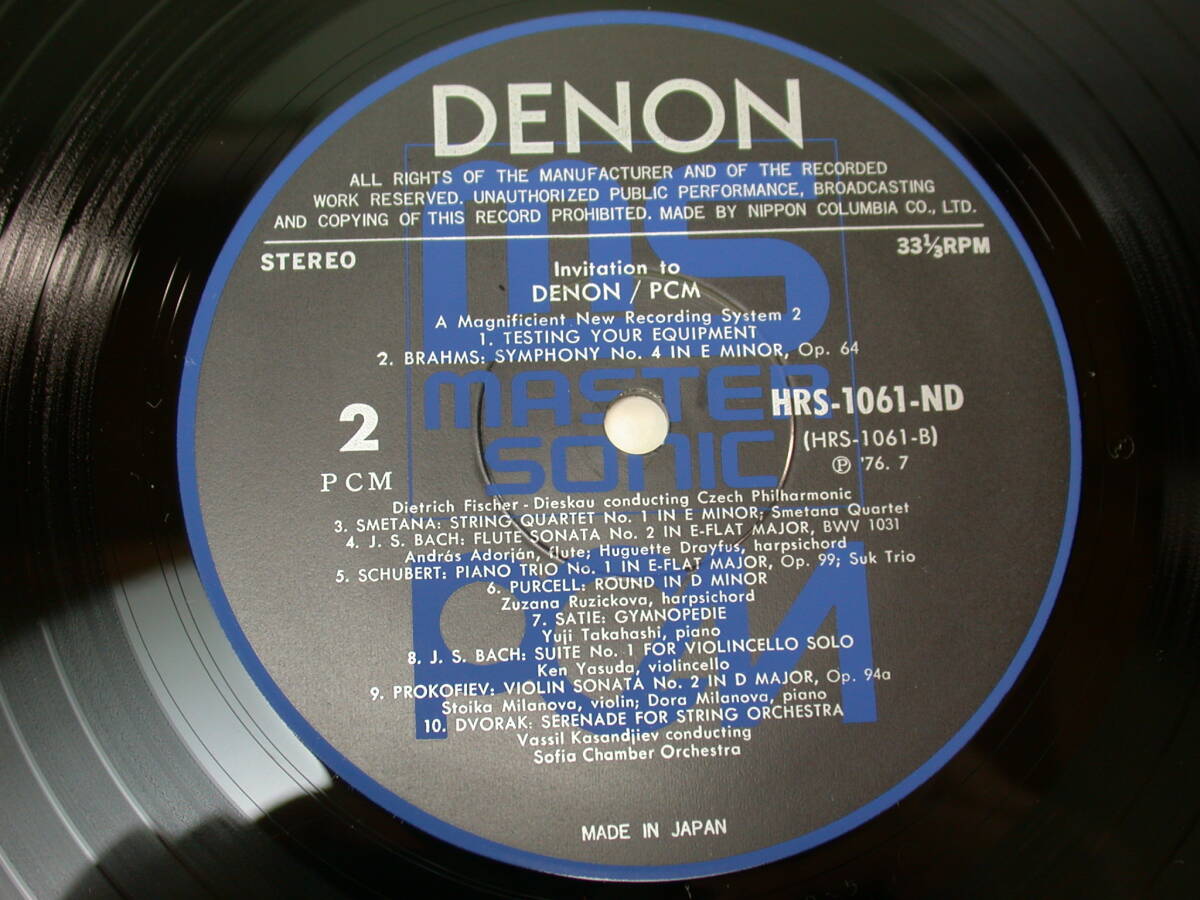 DENON
ALL RIGHTS OF THE MANUFACTURER AND OF THE RECORDED
WORK RESERVED. UNAUTHORIZED PUBLIC PERFORMANCE, BROADCASTING
AND COPYING OF THIS RECORD PROHIBITED. MADE BY NIPPON COLUMBIA CO., LTD.
STEREO
33⅓RPM
Invitation to
DENON / PCM
A Magnificient New Recording System 2
1. TESTING YOUR EQUIPMENT
2. BRAHMS: SYMPHONY No. 4 IN E MINOR, Op. 64
ms
MASTER
SONIC
2
PCM
HRS-1061-ND
(HRS-1061-B)
℗ '76. 7
Dietrich Fischer-Dieskau conducting Czech Philharmonic
3. SMETANA: STRING QUARTET No. 1 IN E MINOR; Smetana Quartet
4. J. S. BACH: FLUTE SONATA No. 2 IN E-FLAT MAJOR, BWV 1031
András Adorján, flute; Huguette Drayfus, harpsichord
5. SCHUBERT: PIANO TRIO No. 1 IN E-FLAT MAJOR, Op. 99; Suk Trio
6. PURCELL: ROUND IN D MINOR
Zuzana Ruzickova, harpsichord
7. SATIE: GYMNOPEDIE
Yuji Takahashi, piano
8. J. S. BACH: SUITE No. 1 FOR VIOLINCELLO SOLO
Ken Yasuda, violincello
9. PROKOFIEV: VIOLIN SONATA No. 2 IN D MAJOR, Op. 94a
Stoika Milanova, violin; Dora Milanova, piano
10. DVORAK: SERENADE FOR STRING ORCHESTRA
Vassil Kasandjiev conducting
Sofia Chamber Orchestra
PCM
MADE IN JAPAN